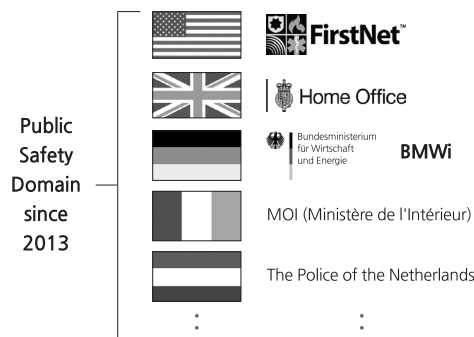 Public
Safety
Domain
since
2013
FirstNet™
Home Office
Bundesministerium
für Wirtschaft
und Energie
BMWi
MOI (Ministère de l'Intérieur)
The Police of the Netherlands